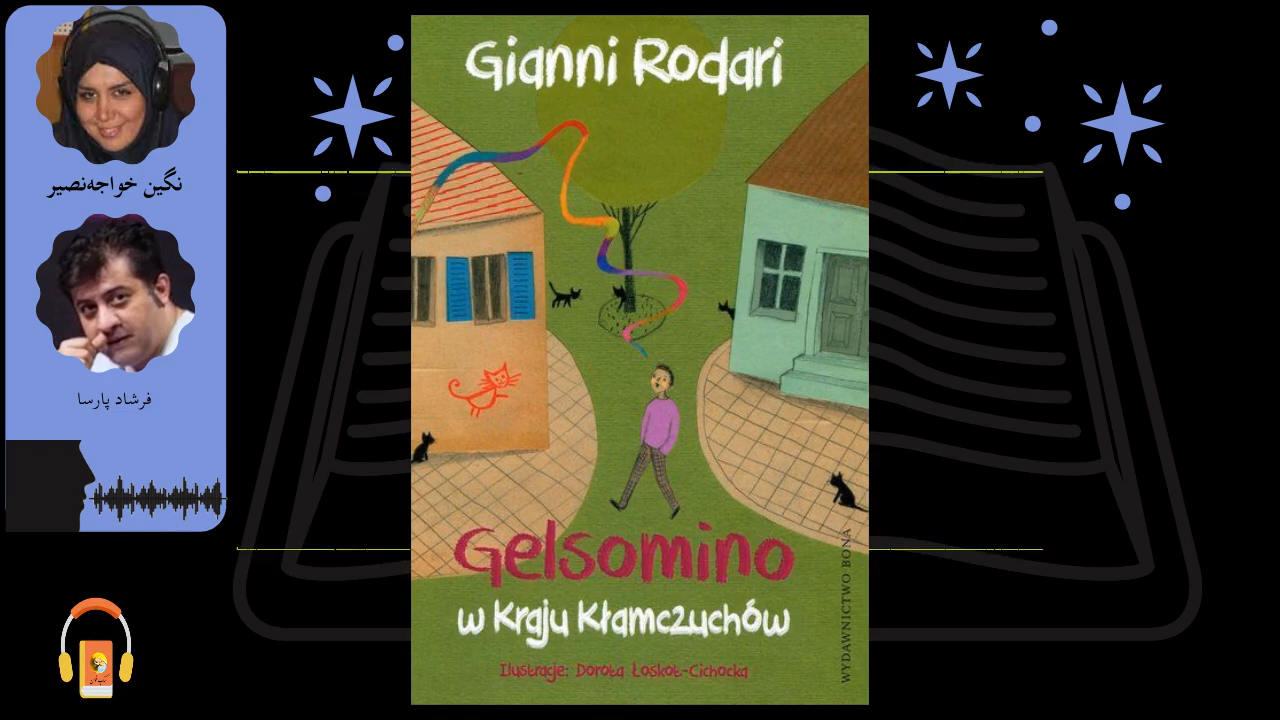 نگین خواجه‌نصیر
فرشاد پارسا
Gianni Rodari
Gelsomino
w Kraju Kłamczuchów
Ilustracje: Dorota Łoskot-Cichocka
WYDAWNICTWO BONA